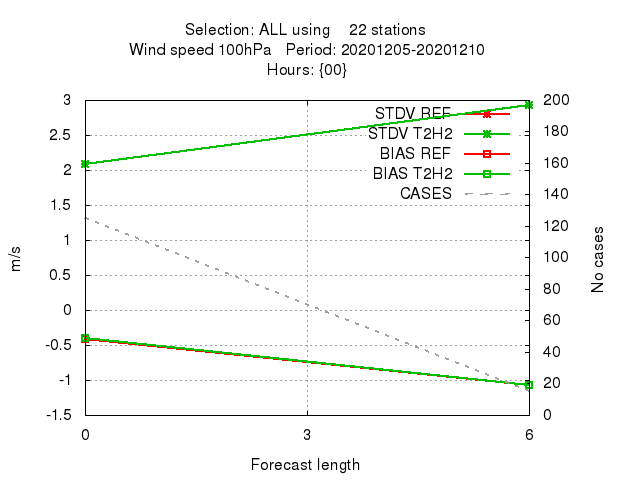 Selection: ALL using    22 stations
Wind speed 100hPa   Period: 20201205-20201210
Hours: {00}
3
2.5
2
1.5
1
0.5
0
-0.5
-1
-1.5
m/s
200
180
160
140
120
100
80
60
40
20
0
No cases
STDV REF
STDV T2H2
BIAS REF
BIAS T2H2
CASES
0
3
6
Forecast length